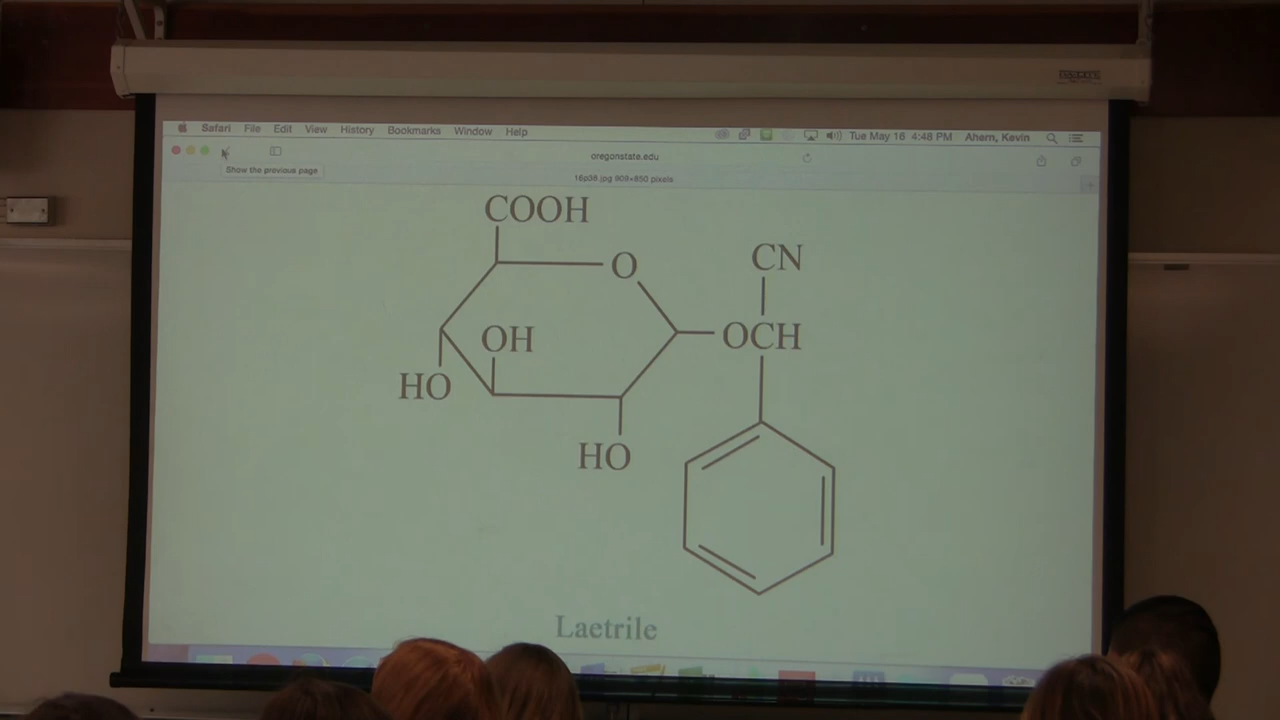 Safari File Edit View History Bookmarks Window Help Tue May 16 4:48 PM Ahern, Kevin
oregonstate.edu
Show the previous page
16p38.jpg 909×850 pixels
COOH
O
CN
OH
OCH
HO
HO
Laetrile